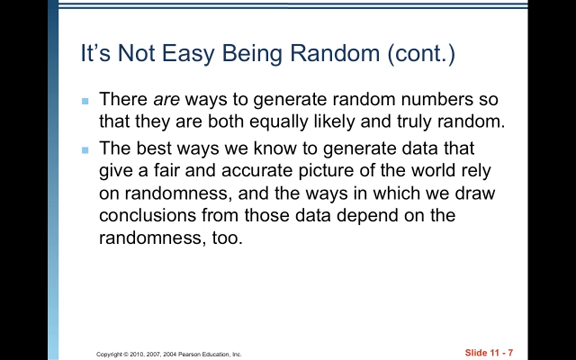 It's Not Easy Being Random (cont.)
There are ways to generate random numbers so
that they are both equally likely and truly random.
The best ways we know to generate data that
give a fair and accurate picture of the world rely
on randomness, and the ways in which we draw
conclusions from those data depend on the
randomness, too.
Copyright © 2010, 2007, 2004 Pearson Education, Inc.
Slide 11 - 7